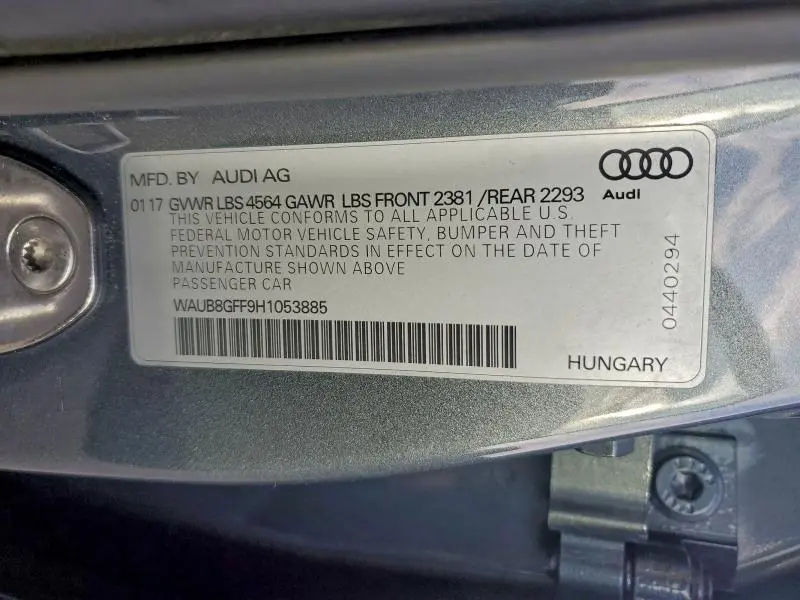 MFD. BY AUDI AG
Audi
01 17 GVWR LBS 4564 GAWR LBS FRONT 2381 /REAR 2293
THIS VEHICLE CONFORMS TO ALL APPLICABLE U.S.
FEDERAL MOTOR VEHICLE SAFETY, BUMPER AND THEFT
PREVENTION STANDARDS IN EFFECT ON THE DATE OF
MANUFACTURE SHOWN ABOVE
PASSENGER CAR
WAUB8GFF9H1053885
0440294
HUNGARY